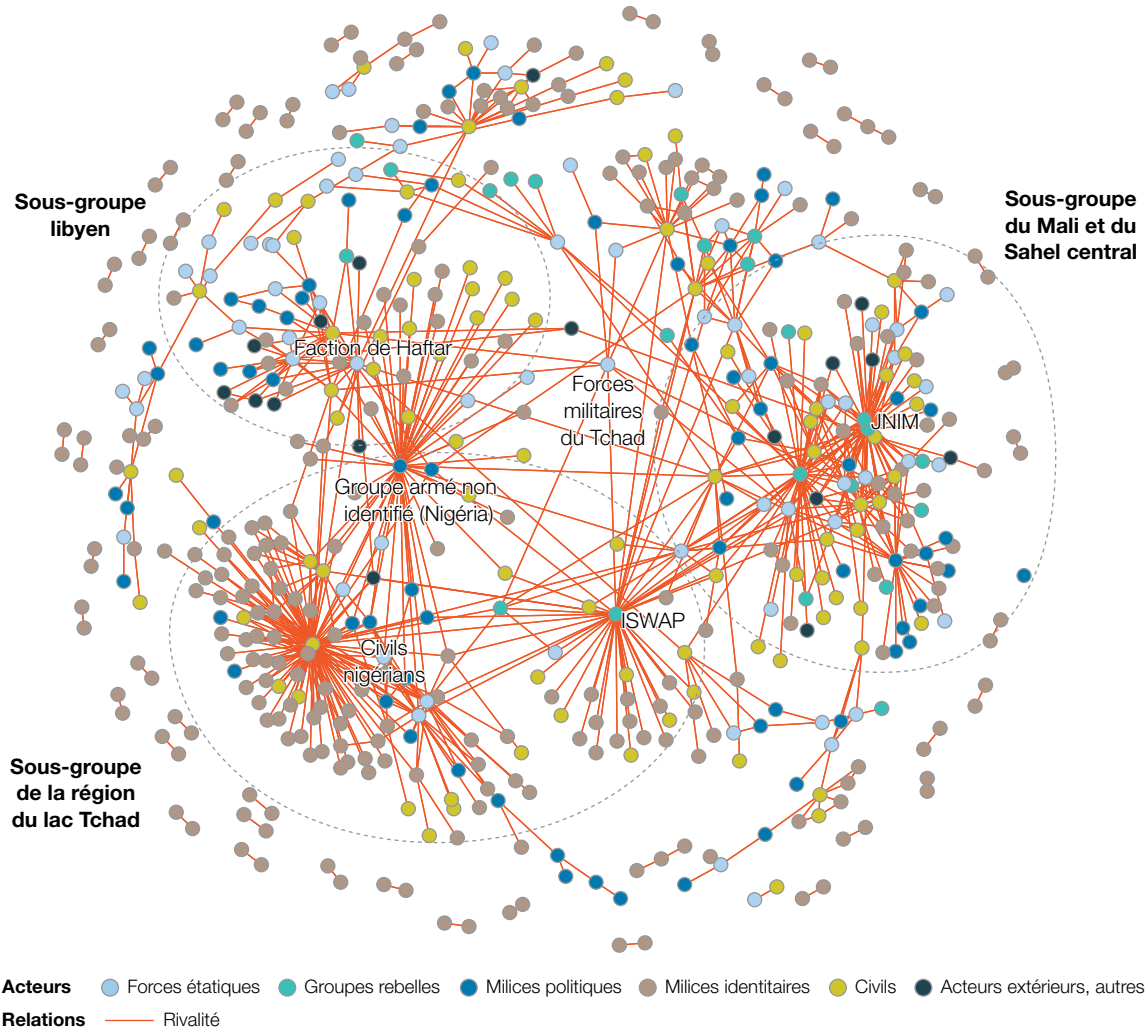 Sous-groupe
libyen
Sous-groupe
du Mali et du
Sahel central
Faction de Haftar
Forces
militaires
du Tchad
JNIM
Groupe armé non
identifié (Nigéria)
ISWAP
Civils
nigérians
Sous-groupe
de la région
du lac Tchad
Acteurs Forces étatiques Groupes rebelles Milices politiques Milices identitaires Civils Acteurs extérieurs, autres
Relations Rivalité